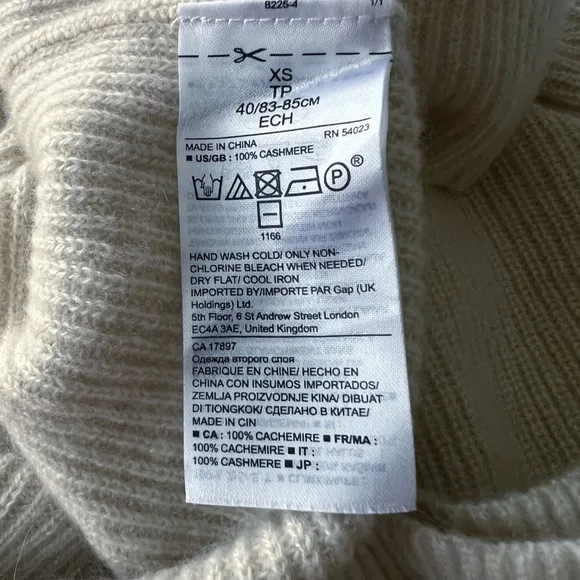 8225-4 1/1
XS
TP
40/83-85CM
ECH
MADE IN CHINA RN 54023
■ US/GB : 100% CASHMERE
P ®
1166
HAND WASH COLD/ ONLY NON-
CHLORINE BLEACH WHEN NEEDED/
DRY FLAT/ COOL IRON
IMPORTED BY/IMPORTE PAR Gap (UK
Holdings) Ltd.
5th Floor, 6 St Andrew Street London
EC4A 3AE, United Kingdom
CA 17897
Одежда второго слоя
FABRIQUE EN CHINE/ HECHO EN
CHINA CON INSUMOS IMPORTADOS/
ZEMLJA PROIZVODNJE KINA/ DIBUAT
DI TIONGKOK/ СДЕЛАНО В КИТАЕ/
MADE IN CIN
■ CA : 100% CACHEMIRE ■ FR/MA :
100% CACHEMIRE ■ IT :
100% CASHMERE ■ JP :